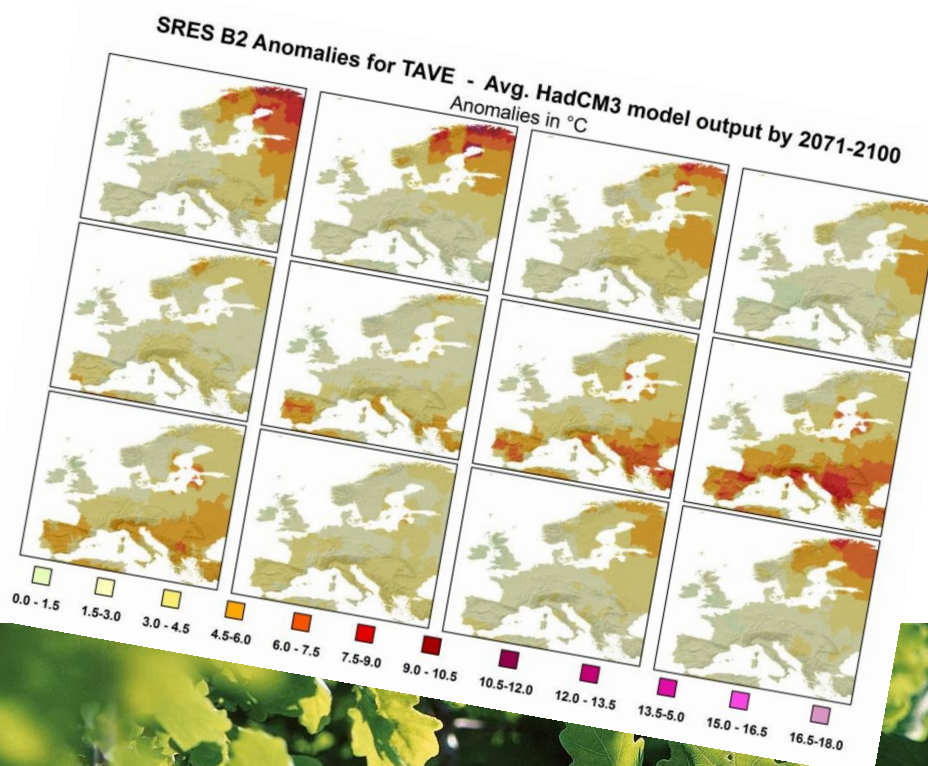 SRES B2 Anomalies for TAVE - Avg. HadCM3 model output by 2071-2100
Anomalies in °C
0.0 - 1.5
1.5-3.0
3.0 - 4.5
4.5-6.0
6.0 - 7.5
7.5-9.0
9.0 - 10.5
10.5-12.0
12.0 - 13.5
13.5-5.0
15.0 - 16.5
16.5-18.0